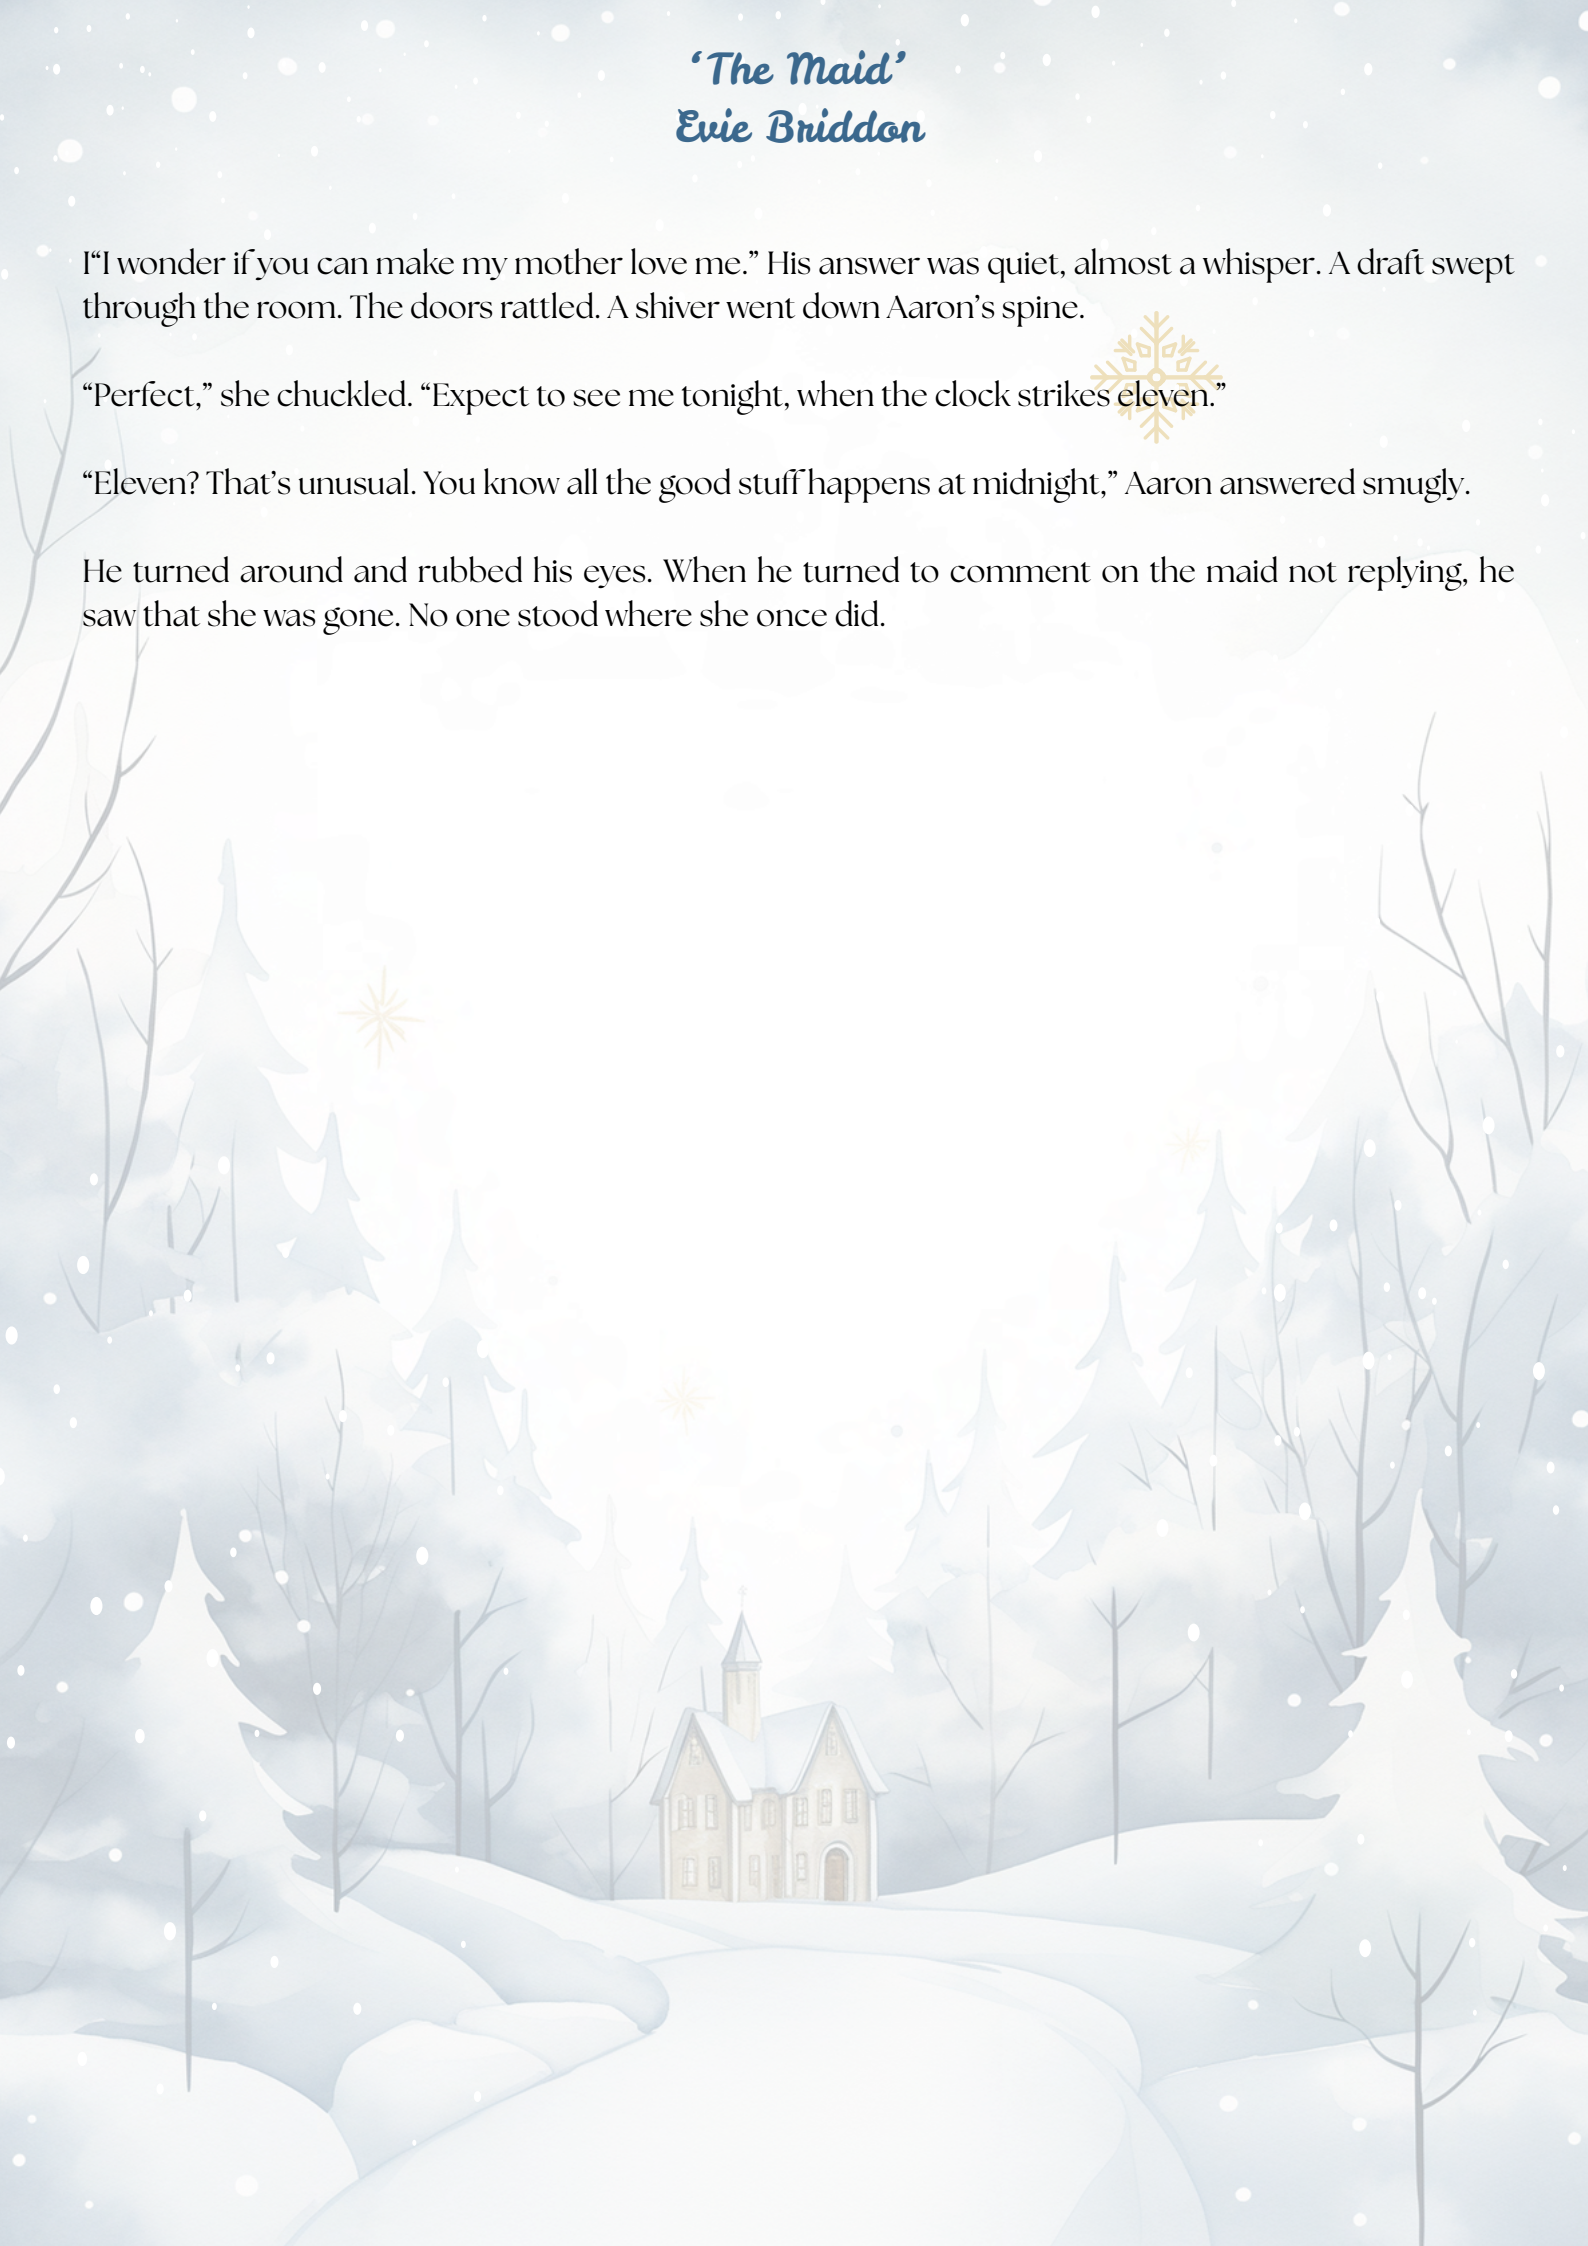 ‘The Maid’
Evie Briddon
I“I wonder if you can make my mother love me.” His answer was quiet, almost a whisper. A draft swept
through the room. The doors rattled. A shiver went down Aaron’s spine.
“Perfect,” she chuckled. “Expect to see me tonight, when the clock strikes eleven.”
“Eleven? That’s unusual. You know all the good stuff happens at midnight,” Aaron answered smugly.
He turned around and rubbed his eyes. When he turned to comment on the maid not replying, he
saw that she was gone. No one stood where she once did.